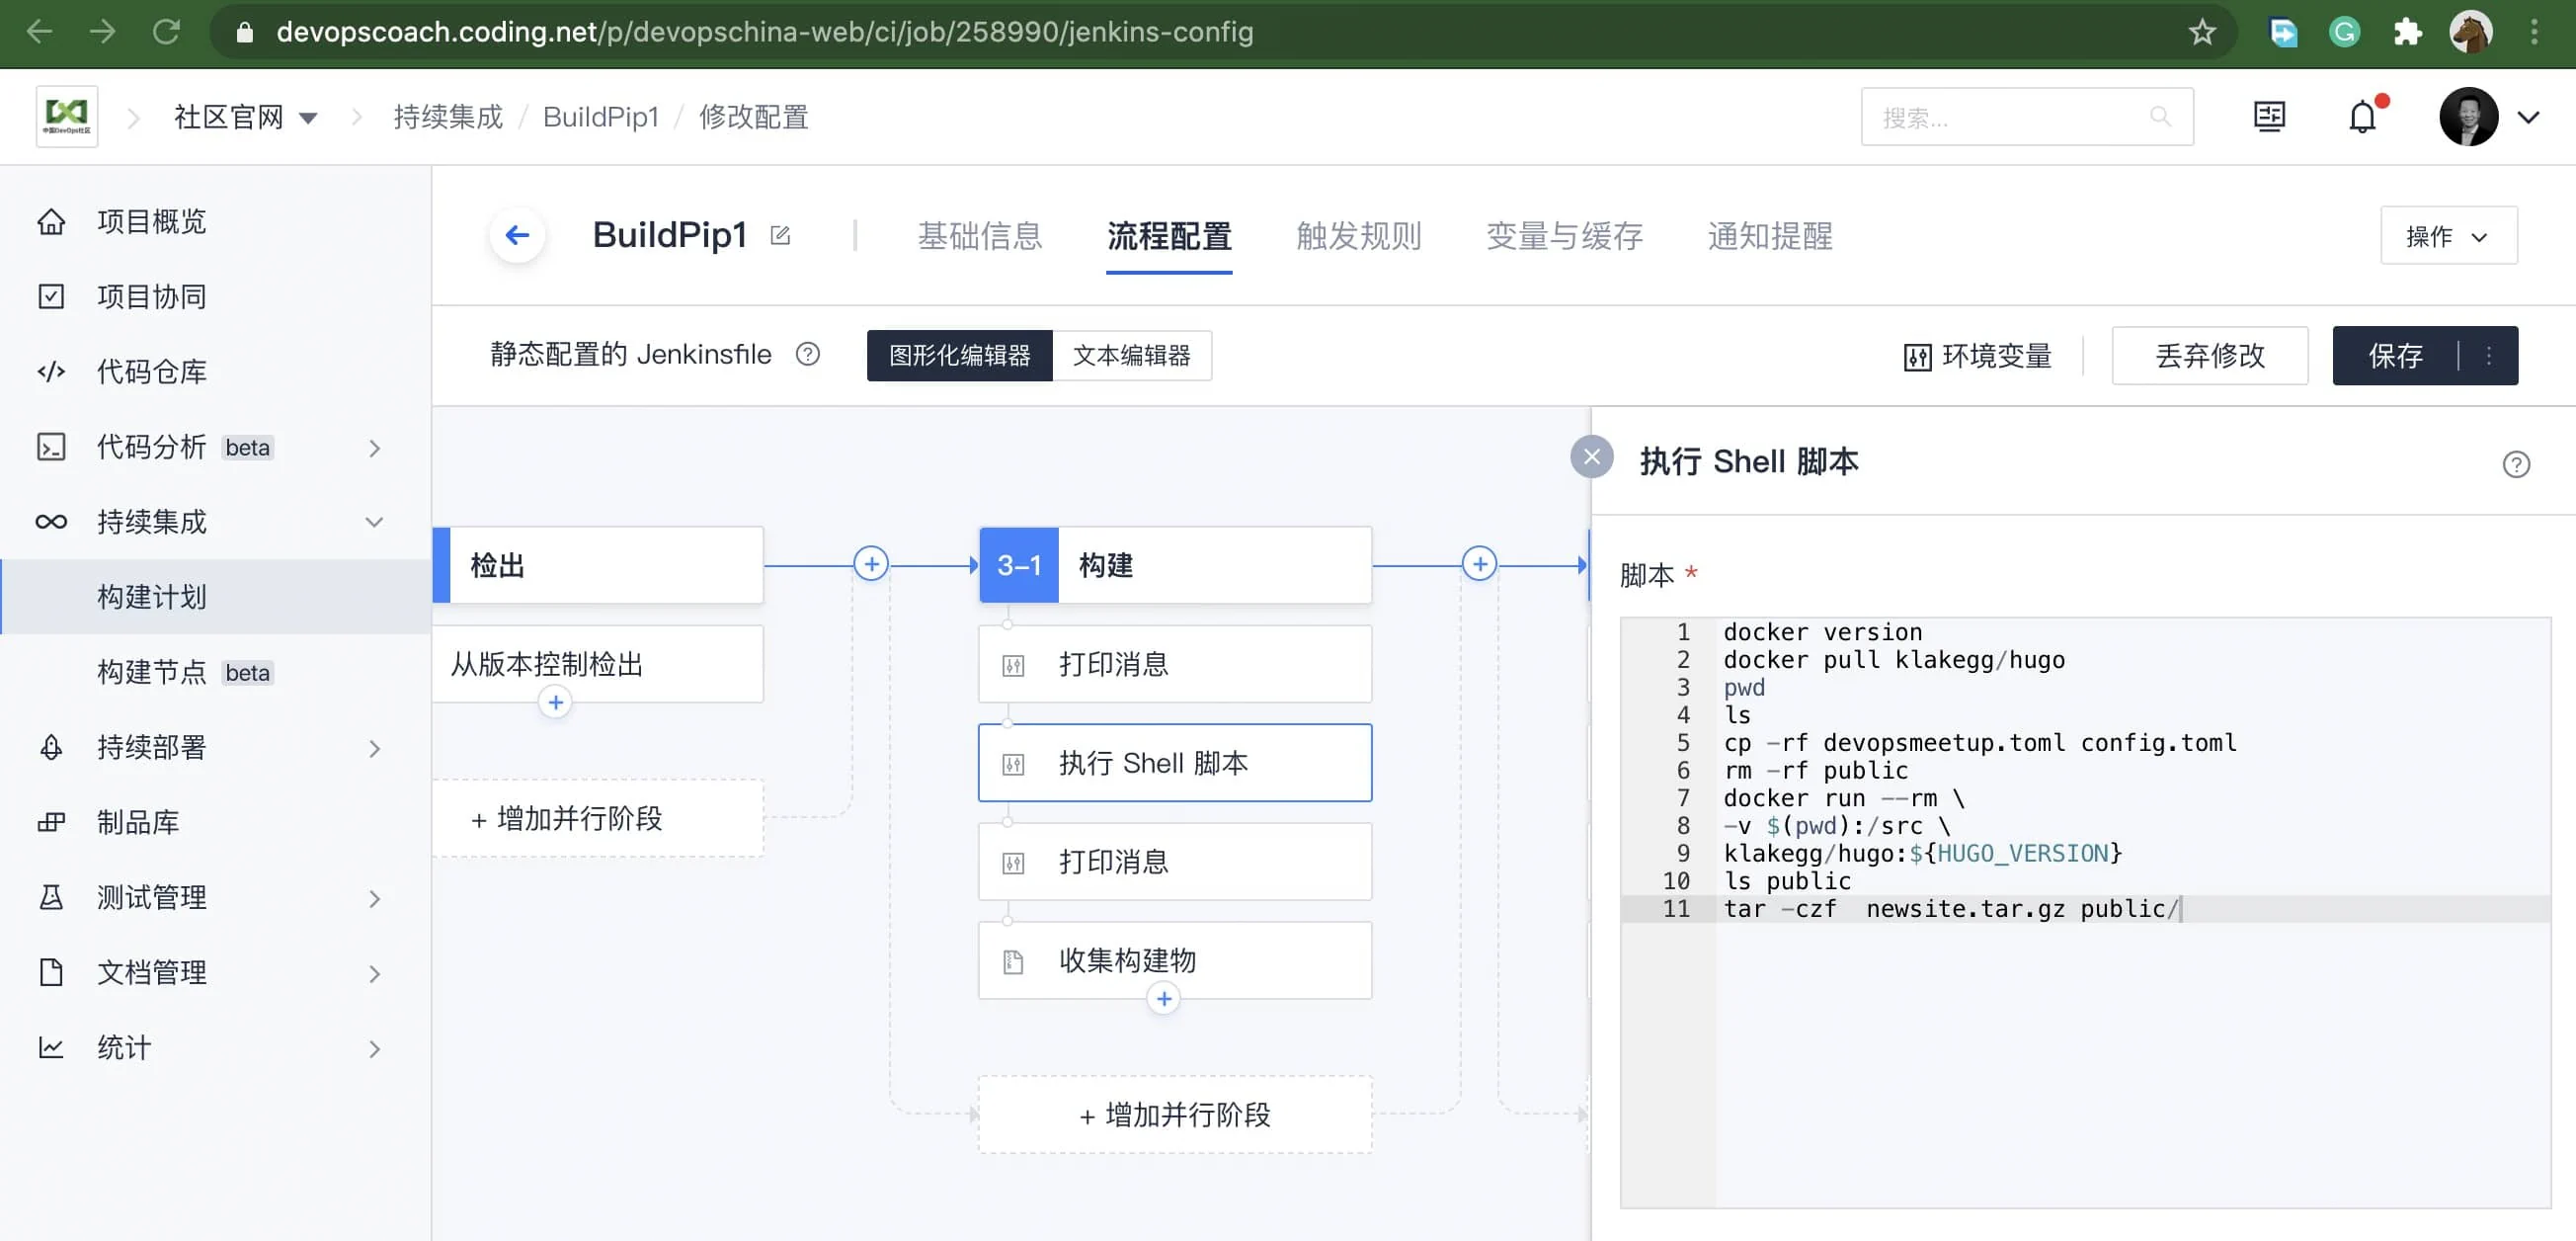 devopscoach.coding.net/p/devopschina-web/ci/job/258990/jenkins-config
中国DevOps社区
社区官网
持续集成 / BuildPip1 / 修改配置
搜索...
项目概览
项目协同
代码仓库
代码分析 beta
持续集成
构建计划
构建节点 beta
持续部署
制品库
测试管理
文档管理
统计
BuildPip1
基础信息
流程配置
触发规则
变量与缓存
通知提醒
操作
静态配置的 Jenkinsfile
图形化编辑器
文本编辑器
环境变量
丢弃修改
保存
检出
从版本控制检出
+ 增加并行阶段
3-1 构建
打印消息
执行 Shell 脚本
打印消息
收集构建物
+ 增加并行阶段
执行 Shell 脚本
脚本 *
1 docker version
2 docker pull klakegg/hugo
3 pwd
4 ls
5 cp -rf devopsmeetup.toml config.toml
6 rm -rf public
7 docker run --rm \
8 -v $(pwd):/src \
9 klakegg/hugo:${HUGO_VERSION}
10 ls public
11 tar -czf  newsite.tar.gz public/